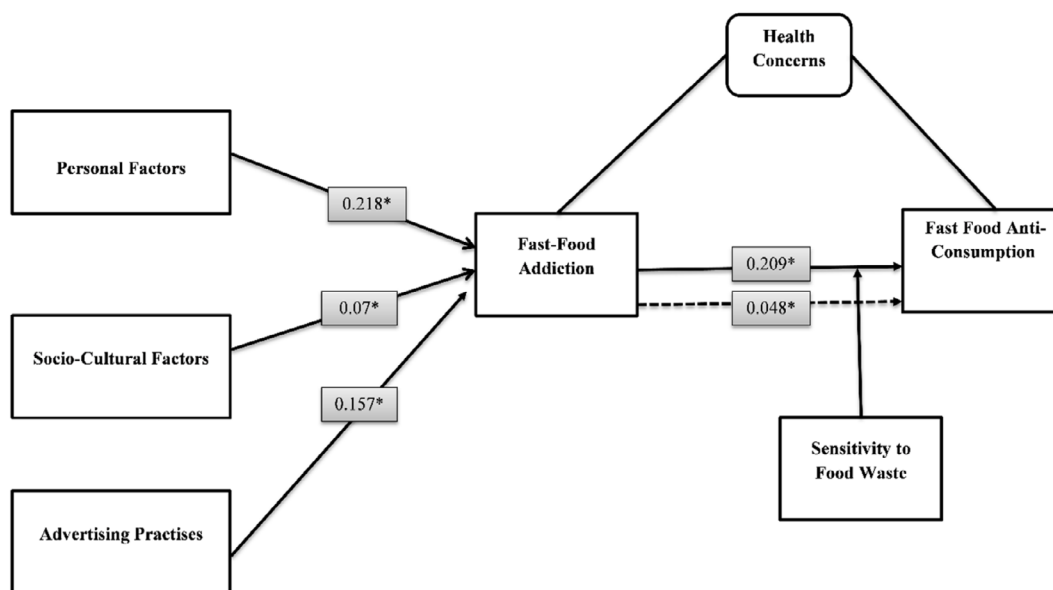 Health
Concerns
Personal Factors
0.218*
Fast-Food
Addiction
Fast Food Anti-
Consumption
0.209*
0.048*
0.07*
Socio-Cultural Factors
0.157*
Sensitivity to
Food Waste
Advertising Practises